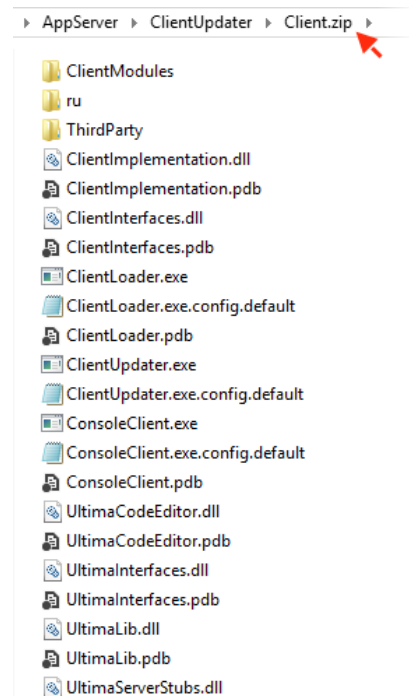 AppServer ClientUpdater Client.zip
ClientModules
ru
ThirdParty
ClientImplementation.dll
ClientImplementation.pdb
ClientInterfaces.dll
ClientInterfaces.pdb
ClientLoader.exe
ClientLoader.exe.config.default
ClientLoader.pdb
ClientUpdater.exe
ClientUpdater.exe.config.default
ConsoleClient.exe
ConsoleClient.exe.config.default
ConsoleClient.pdb
UltimaCodeEditor.dll
UltimaCodeEditor.pdb
UltimaInterfaces.dll
UltimaInterfaces.pdb
UltimaLib.dll
UltimaLib.pdb
UltimaServerStubs.dll